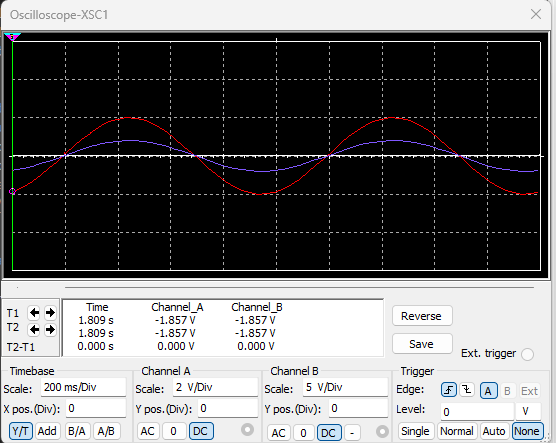 Oscilloscope-XSC1
Time Channel_A Channel_B
T1 1.809 s -1.857 V -1.857 V
T2 1.809 s -1.857 V -1.857 V
T2-T1 0.000 s 0.000 V 0.000 V
Reverse
Save
Ext. trigger
Timebase
Scale: 200 ms/Div
X pos.(Div): 0
Y/T Add B/A A/B
Channel A
Scale: 2 V/Div
Y pos.(Div): 0
AC 0 DC
Channel B
Scale: 5 V/Div
Y pos.(Div): 0
AC 0 DC -
Trigger
Edge: A B Ext
Level: 0 V
Single Normal Auto None